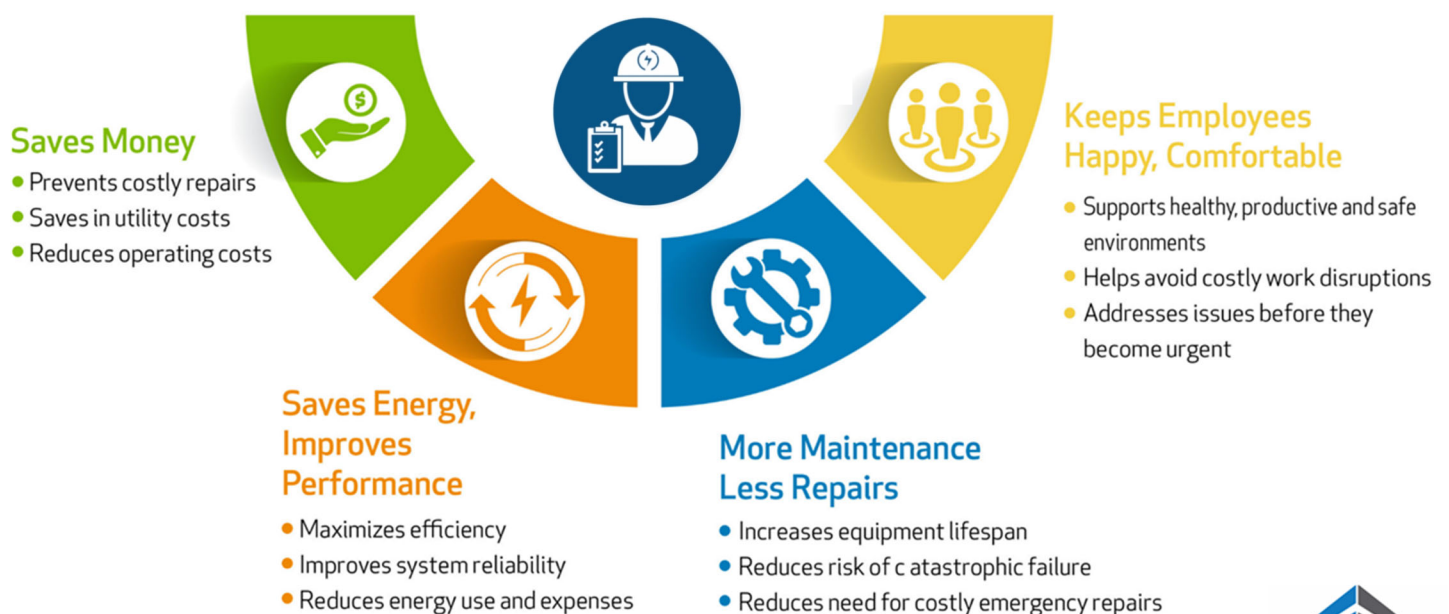 Saves Money
• Prevents costly repairs
• Saves in utility costs
• Reduces operating costs
Saves Energy,
Improves
Performance
• Maximizes efficiency
• Improves system reliability
• Reduces energy use and expenses
More Maintenance
Less Repairs
• Increases equipment lifespan
• Reduces risk of c atastrophic failure
• Reduces need for costly emergency repairs
Keeps Employees
Happy, Comfortable
• Supports healthy, productive and safe
environments
• Helps avoid costly work disruptions
• Addresses issues before they
become urgent